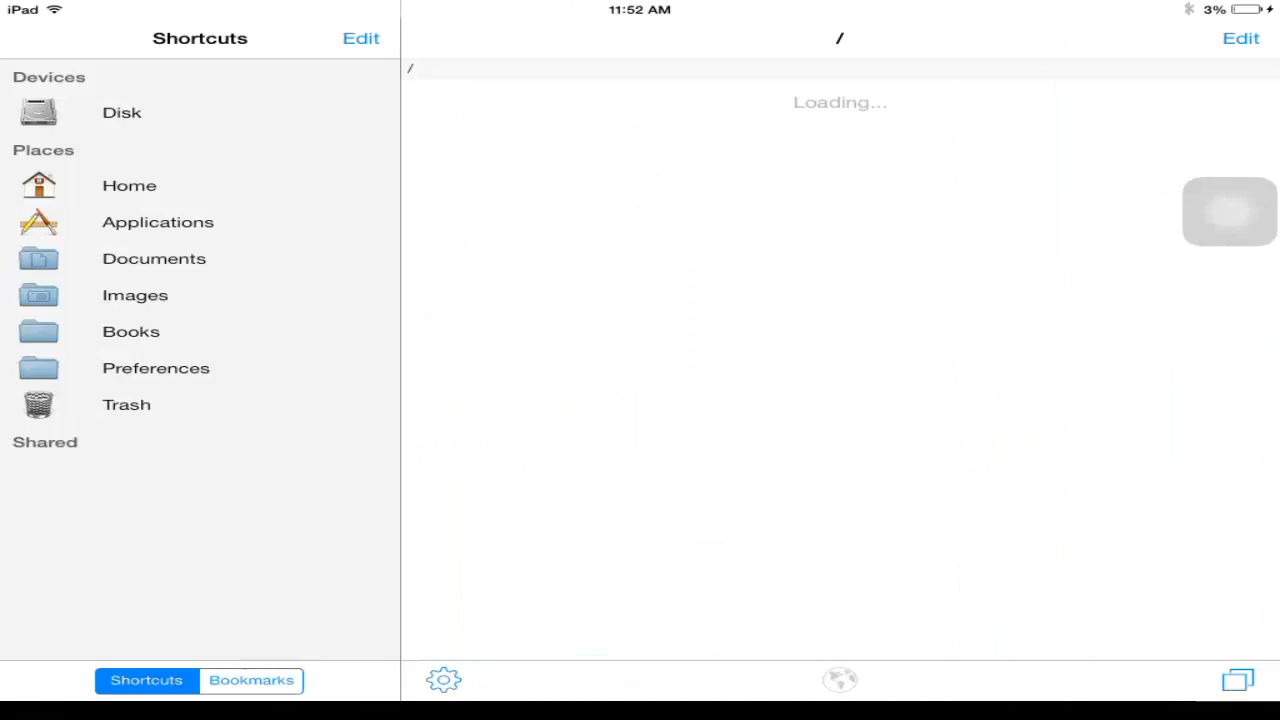 iPad 11:52 AM 3%
Shortcuts Edit / Edit
/
Devices
Loading...
Disk
Places
Home
Applications
Documents
Images
Books
Preferences
Trash
Shared
Shortcuts Bookmarks